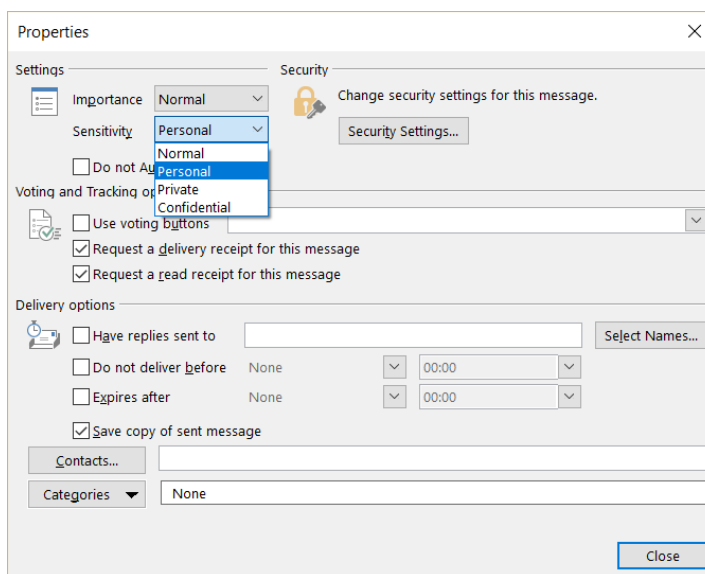 Properties
Settings
Security
Importance Normal
Change security settings for this message.
Sensitivity Personal
Security Settings...
Normal
Personal
Private
Confidential
Do not Au
Voting and Tracking op
Use voting buttons
Request a delivery receipt for this message
Request a read receipt for this message
Delivery options
Have replies sent to
Select Names...
Do not deliver before None 00:00
Expires after None 00:00
Save copy of sent message
Contacts...
Categories None
Close